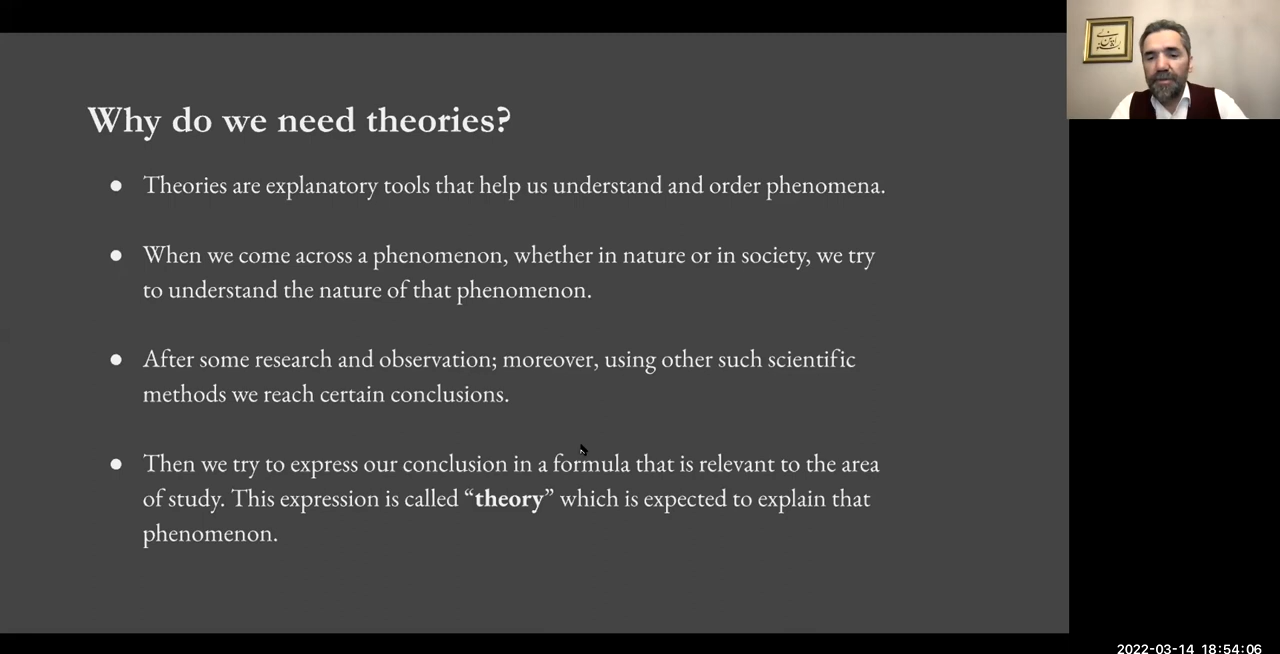 Why do we need theories?
● Theories are explanatory tools that help us understand and order phenomena.
● When we come across a phenomenon, whether in nature or in society, we try
to understand the nature of that phenomenon.
● After some research and observation; moreover, using other such scientific
methods we reach certain conclusions.
● Then we try to express our conclusion in a formula that is relevant to the area
of study. This expression is called “theory” which is expected to explain that
phenomenon.
2022-03-14 18:54:06